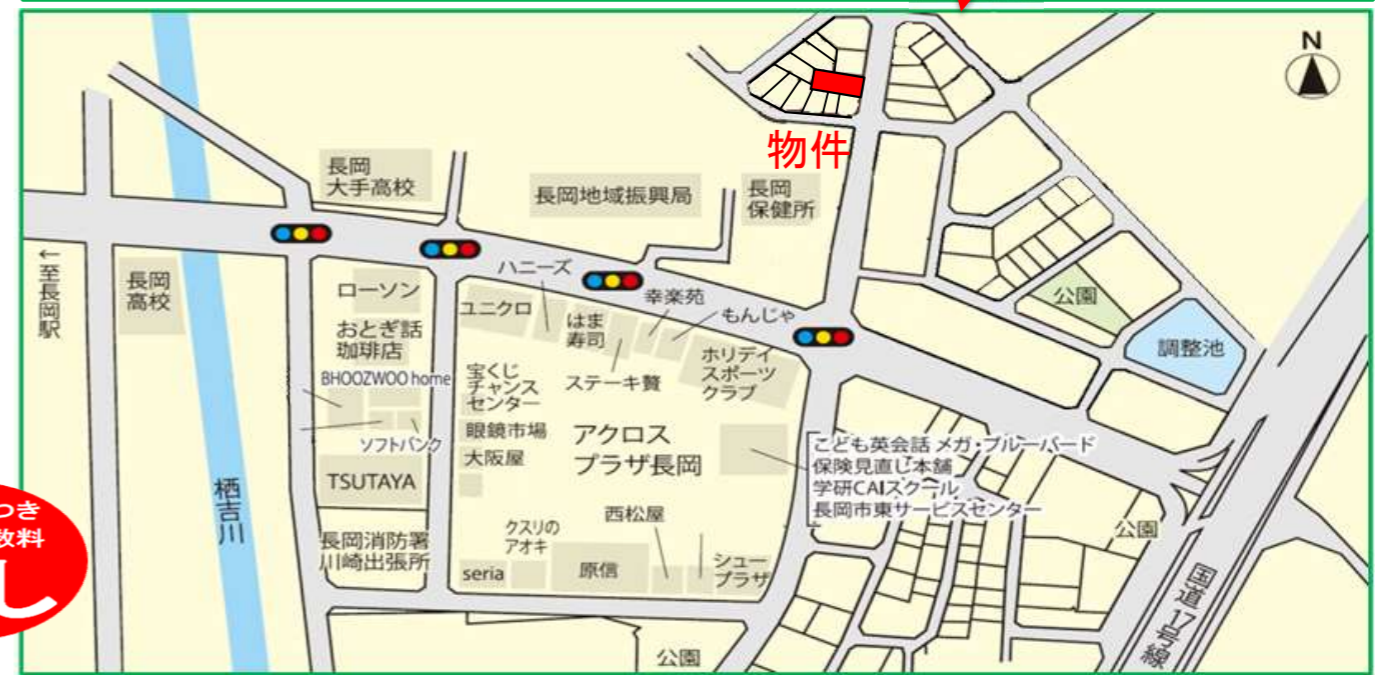 N
物件
長岡
大手高校
長岡地域振興局
長岡
保健所
←至長岡駅
長岡
高校
ローソン
おとぎ話
珈琲店
BHOOZWOO home
ソフトバンク
TSUTAYA
長岡消防署
川崎出張所
栖吉川
ハニーズ
ユニクロ
はま
寿司
幸楽苑
もんじゃ
ステーキ賛
ホリデイ
スポーツ
クラブ
宝くじ
チャンス
センター
眼鏡市場
大阪屋
アクロス
プラザ長岡
こども英会話 メガ・ブルーバード
保険見直し本舗
学研CAIスクール
長岡市東サービスセンター
西松屋
クスリの
アオキ
seria
原信
シュー
プラザ
公園
調整池
公園
公園
国道17号線
つき
数料
し